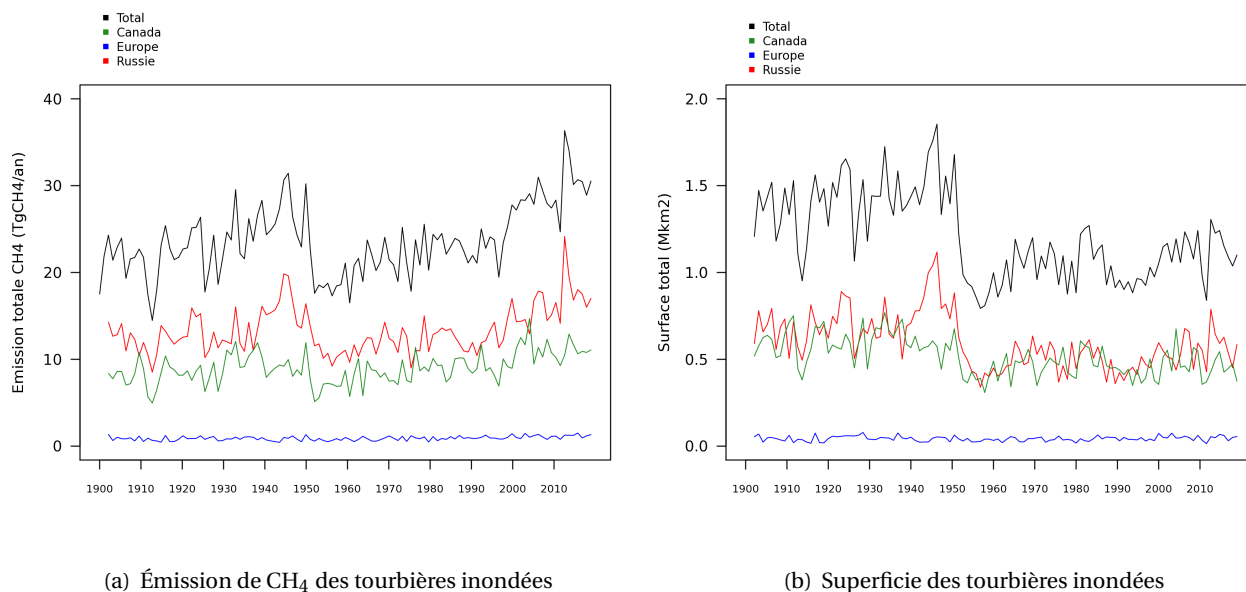 Total
Canada
Europe
Russie
Emission totale CH4 (TgCH4/an)
40
30
20
10
0
1900 1910 1920 1930 1940 1950 1960 1970 1980 1990 2000 2010
(a) Émission de CH4 des tourbières inondées
Total
Canada
Europe
Russie
Surface total (Mkm2)
2.0
1.5
1.0
0.5
0.0
1900 1910 1920 1930 1940 1950 1960 1970 1980 1990 2000 2010
(b) Superficie des tourbières inondées